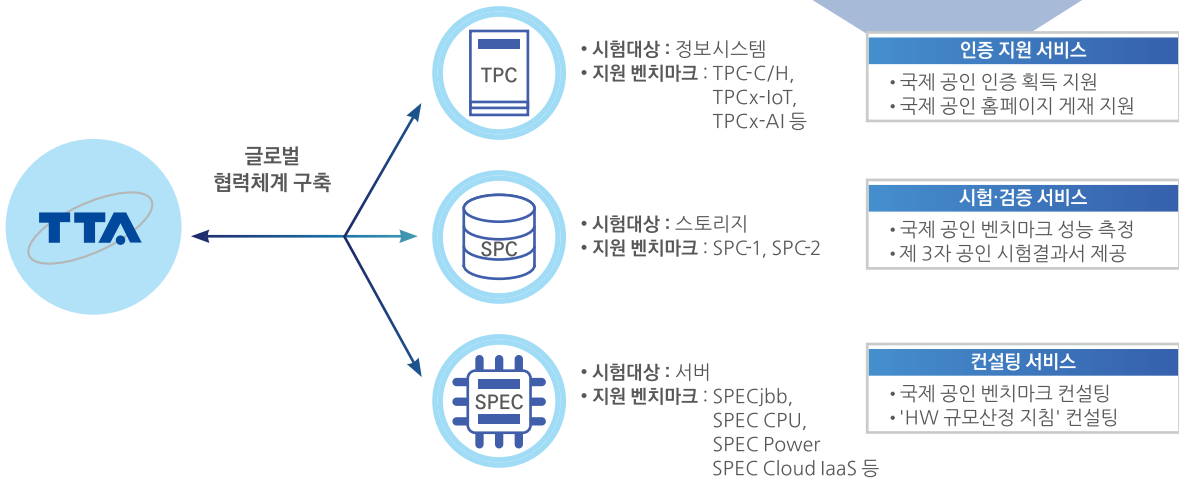 TTA
글로벌
협력체계 구축
TPC
• 시험대상 : 정보시스템
• 지원 벤치마크 : TPC-C/H,
TPCx-IoT,
TPCx-AI 등
SPC
• 시험대상 : 스토리지
• 지원 벤치마크 : SPC-1, SPC-2
SPEC
• 시험대상 : 서버
• 지원 벤치마크 : SPECjbb,
SPEC CPU,
SPEC Power
SPEC Cloud IaaS 등
인증 지원 서비스
• 국제 공인 인증 획득 지원
• 국제 공인 홈페이지 게재 지원
시험·검증 서비스
• 국제 공인 벤치마크 성능 측정
• 제 3자 공인 시험결과서 제공
컨설팅 서비스
• 국제 공인 벤치마크 컨설팅
• 'HW 규모산정 지침' 컨설팅